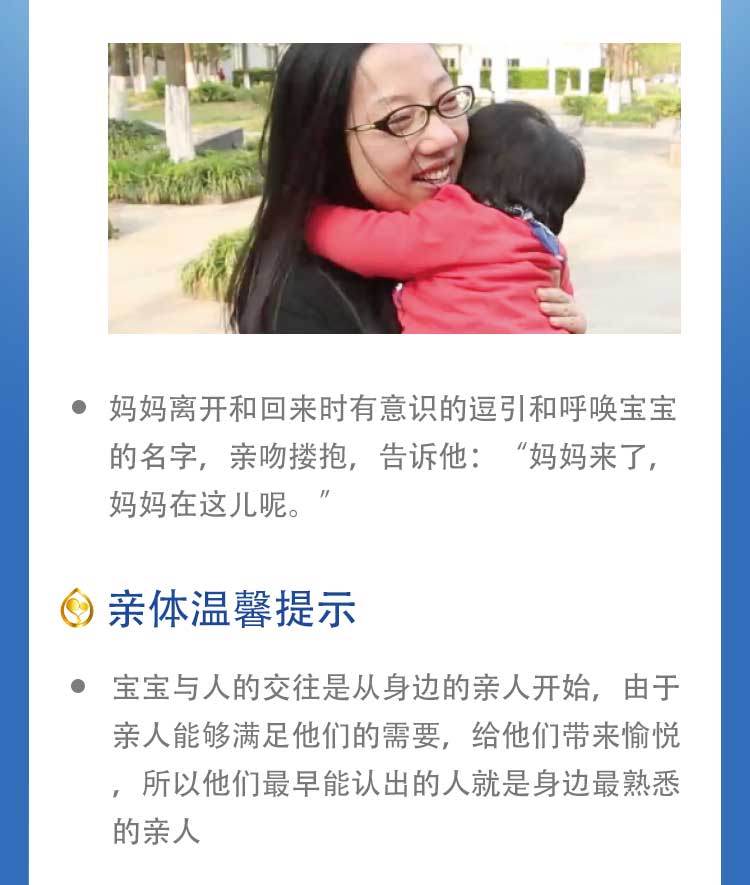 妈妈离开和回来时有意识的逗引和呼唤宝宝
的名字，亲吻搂抱，告诉他：“妈妈来了，
妈妈在这儿呢。”
亲体温馨提示
宝宝与人的交往是从身边的亲人开始，由于
亲人能够满足他们的需要，给他们带来愉悦
，所以他们最早能认出的人就是身边最熟悉
的亲人